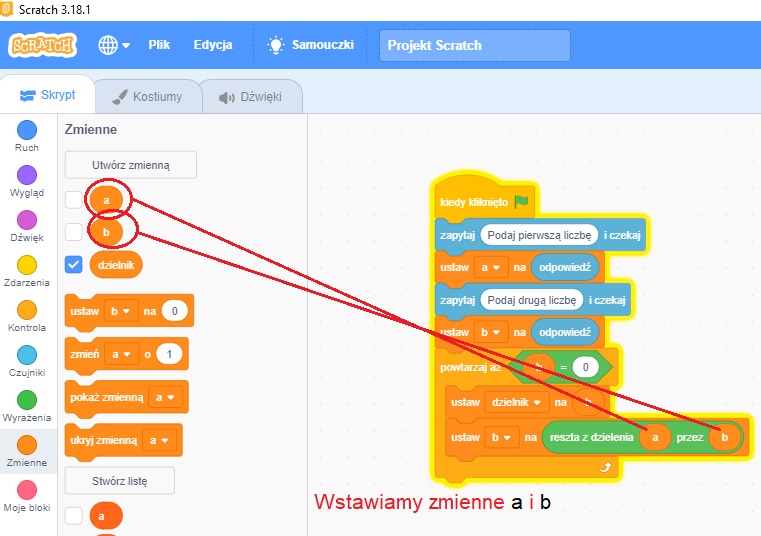 Scratch 3.18.1
SCRATCH Plik Edycja Samouczki Projekt Scratch
Skrypt Kostiumy Dźwięki
Ruch
Wygląd
Dźwięk
Zdarzenia
Kontrola
Czujniki
Wyrażenia
Zmienne
Moje bloki
Zmienne
Utwórz zmienną
a
b
dzielnik
ustaw b na 0
zmień a o 1
pokaż zmienną a
ukryj zmienną a
Stwórz listę
a
kiedy kliknięto
zapytaj Podaj pierwszą liczbę i czekaj
ustaw a na odpowiedź
zapytaj Podaj drugą liczbę i czekaj
ustaw b na odpowiedź
powtarzaj aż b = 0
ustaw dzielnik na b
ustaw b na reszta z dzielenia a przez b
Wstawiamy zmienne a i b